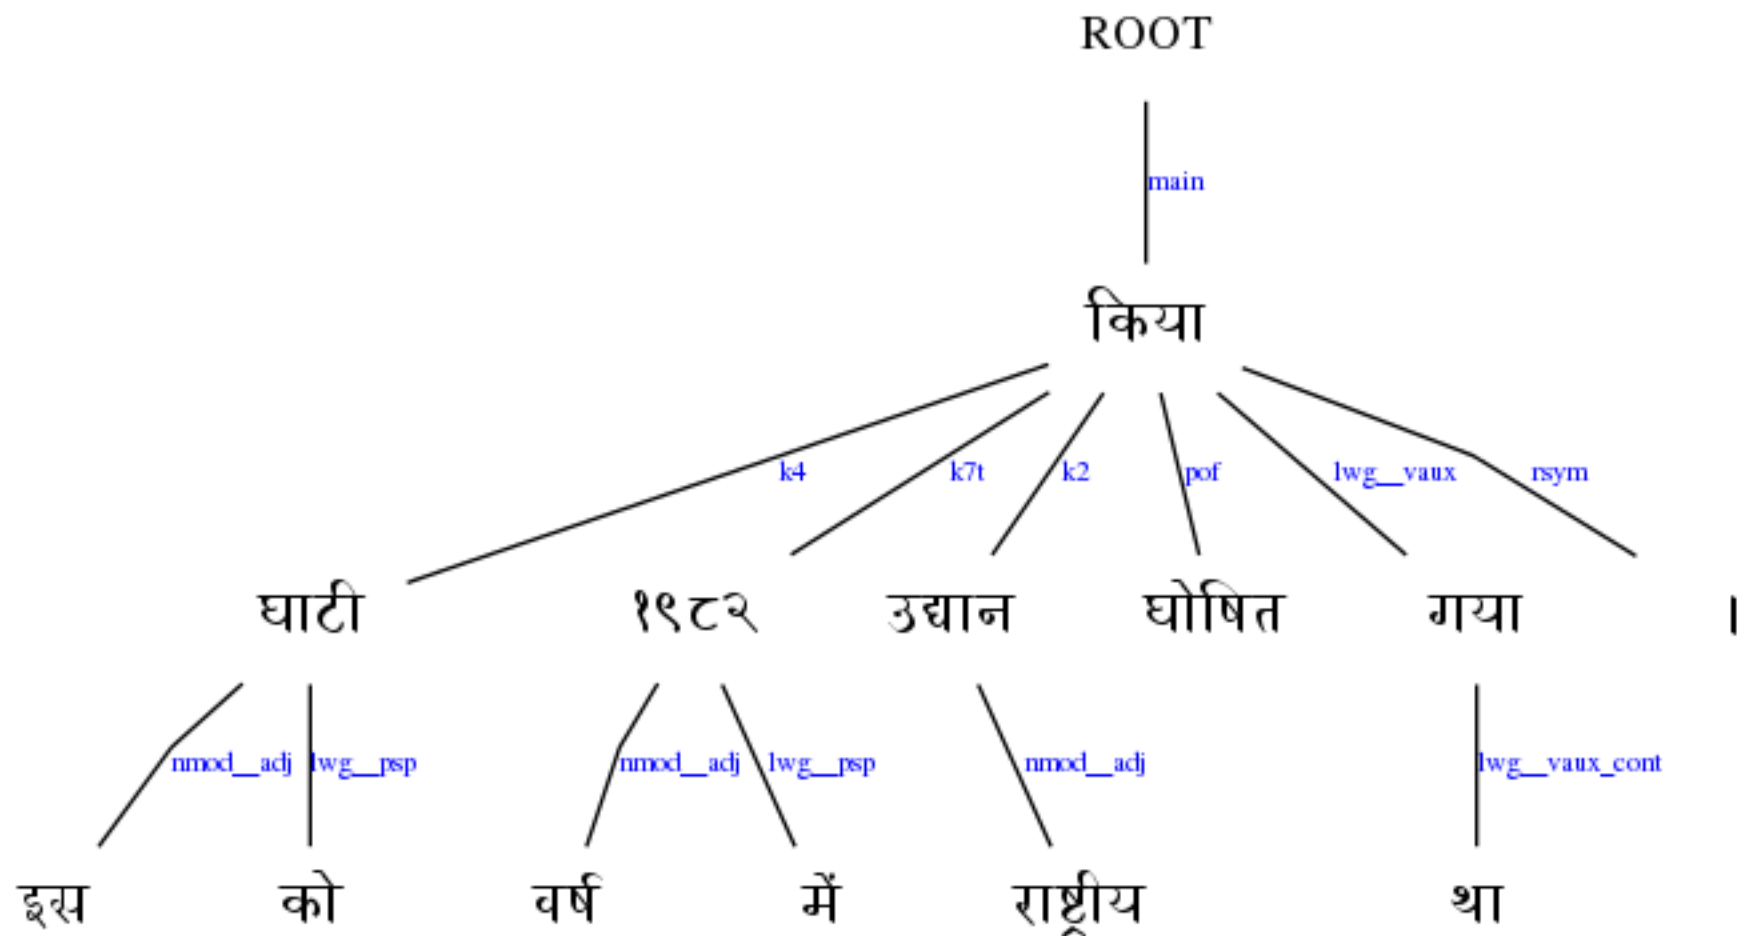 ROOT
main
किया
k4 k7t k2 pof lwg__vaux rsym
घाटी १९८२ उद्यान घोषित गया ।
nmod__adj lwg__psp nmod__adj lwg__psp nmod__adj lwg__vaux_cont
इस को वर्ष में राष्ट्रीय था